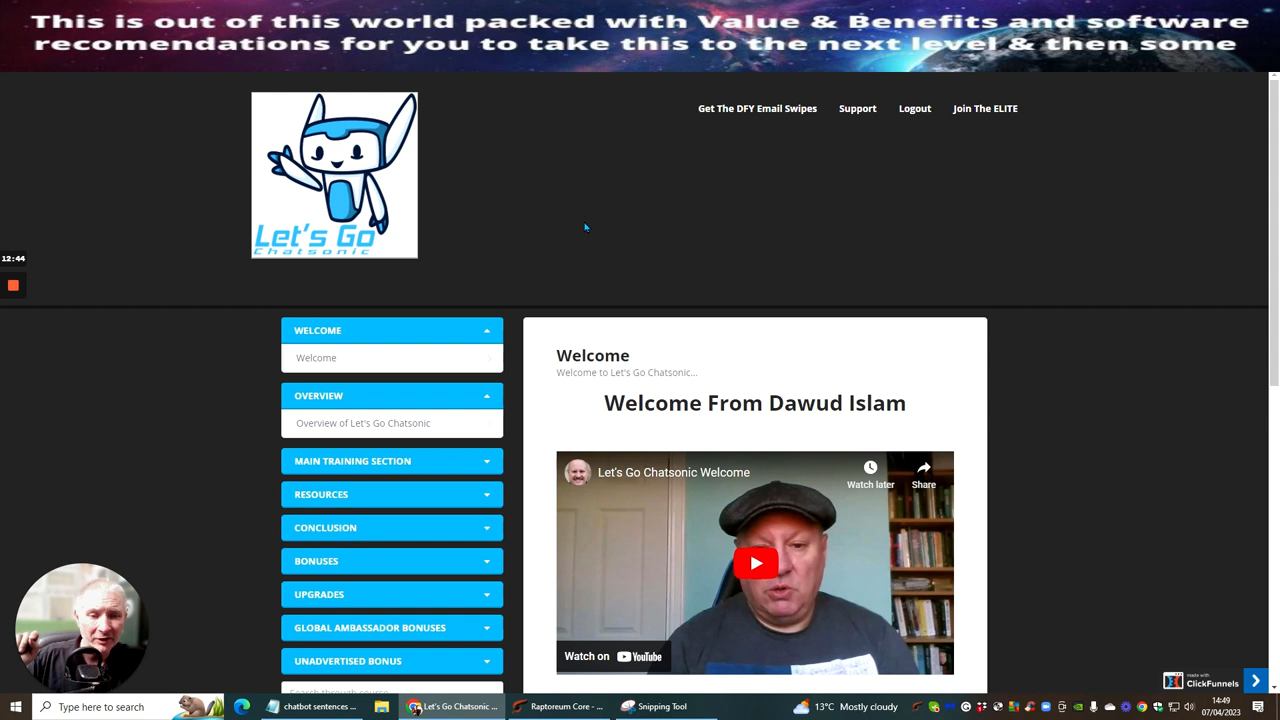 This is out of this world packed with Value & Benefits and software
recomendations for you to take this to the next level & then some
Get The DFY Email Swipes
Support
Logout
Join The ELITE
Let's Go
Chatsonic
12:44
WELCOME
Welcome
OVERVIEW
Overview of Let's Go Chatsonic
MAIN TRAINING SECTION
RESOURCES
CONCLUSION
BONUSES
UPGRADES
GLOBAL AMBASSADOR BONUSES
UNADVERTISED BONUS
Search through course
Welcome
Welcome to Let's Go Chatsonic...
Welcome From Dawud Islam
Let's Go Chatsonic Welcome
Watch later
Share
Watch on YouTube
made with
ClickFunnels
Type here to search
chatbot sentences ...
Let's Go Chatsonic ...
Raptoreum Core - ...
Snipping Tool
13°C Mostly cloudy
14:49
07/04/2023